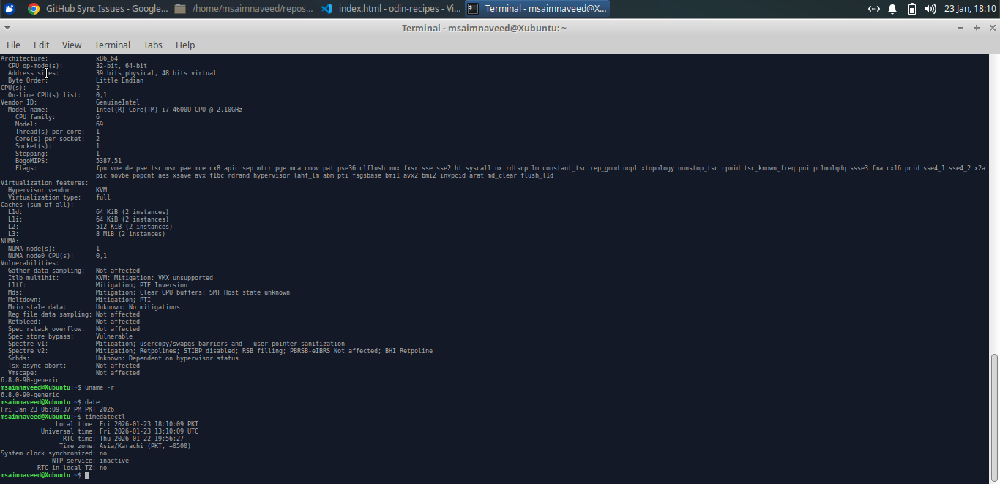 GitHub Sync Issues - Google...
/home/msaimnaveed/repos...
index.html - odin-recipes - Vi...
Terminal - msaimnaveed@X...
23 Jan, 18:10
Terminal - msaimnaveed@Xubuntu: ~
File Edit View Terminal Tabs Help
Architecture: x86_64
CPU op-mode(s): 32-bit, 64-bit
Address sizes: 39 bits physical, 48 bits virtual
Byte Order: Little Endian
CPU(s): 2
On-line CPU(s) list: 0,1
Vendor ID: GenuineIntel
Model name: Intel(R) Core(TM) i7-4600U CPU @ 2.10GHz
CPU family: 6
Model: 69
Thread(s) per core: 1
Core(s) per socket: 2
Socket(s): 1
Stepping: 1
BogoMIPS: 5387.51
Flags: fpu vme de pse tsc msr pae mce cx8 apic sep mtrr pge mca cmov pat pse36 clflush mmx fxsr sse sse2 ht syscall nx rdtscp lm constant_tsc rep_good nopl xtopology nonstop_tsc cpuid tsc_known_freq pni pclmulqdq ssse3 fma cx16 pcid sse4_1 sse4_2 x2a
pic movbe popcnt aes xsave avx f16c rdrand hypervisor lahf_lm abm pti fsgsbase bmi1 avx2 bmi2 invpcid arat md_clear flush_l1d
Virtualization features:
Hypervisor vendor: KVM
Virtualization type: full
Caches (sum of all):
L1d: 64 KiB (2 instances)
L1i: 64 KiB (2 instances)
L2: 512 KiB (2 instances)
L3: 8 MiB (2 instances)
NUMA:
NUMA node(s): 1
NUMA node0 CPU(s): 0,1
Vulnerabilities:
Gather data sampling: Not affected
Itlb multihit: KVM: Mitigation: VMX unsupported
L1tf: Mitigation; PTE Inversion
Mds: Mitigation; Clear CPU buffers; SMT Host state unknown
Meltdown: Mitigation; PTI
Mmio stale data: Unknown: No mitigations
Reg file data sampling: Not affected
Retbleed: Not affected
Spec rstack overflow: Not affected
Spec store bypass: Vulnerable
Spectre v1: Mitigation; usercopy/swapgs barriers and __user pointer sanitization
Spectre v2: Mitigation; Retpolines; STIBP disabled; RSB filling; PBRSB-eIBRS Not affected; BHI Retpoline
Srbds: Unknown: Dependent on hypervisor status
Tsx async abort: Not affected
Vmscape: Not affected
6.8.0-90-generic
msaimnaveed@Xubuntu:~$ uname -r
6.8.0-90-generic
msaimnaveed@Xubuntu:~$ date
Fri Jan 23 06:09:37 PM PKT 2026
msaimnaveed@Xubuntu:~$ timedatectl
Local time: Fri 2026-01-23 18:10:09 PKT
Universal time: Fri 2026-01-23 13:10:09 UTC
RTC time: Thu 2026-01-22 19:56:27
Time zone: Asia/Karachi (PKT, +0500)
System clock synchronized: no
NTP service: inactive
RTC in local TZ: no
msaimnaveed@Xubuntu:~$